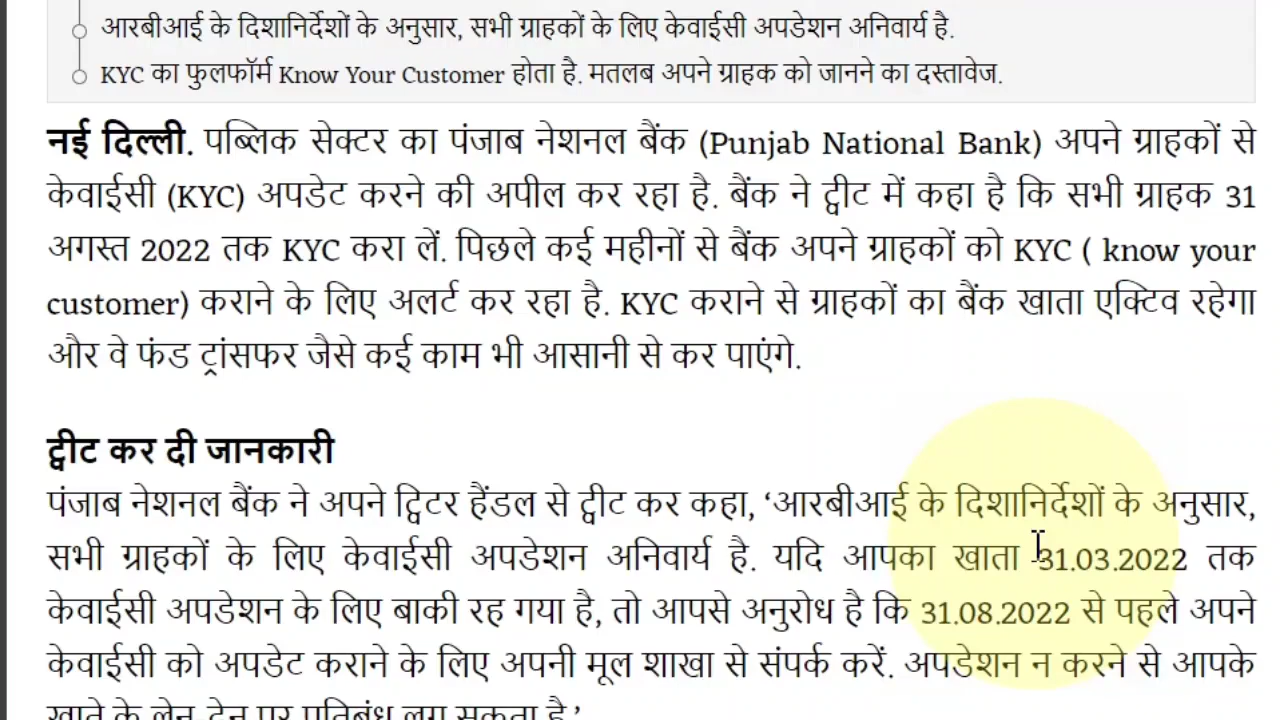 आरबीआई के दिशानिर्देशों के अनुसार, सभी ग्राहकों के लिए केवाईसी अपडेशन अनिवार्य है.
KYC का फुलफॉर्म Know Your Customer होता है. मतलब अपने ग्राहक को जानने का दस्तावेज.
नई दिल्ली. पब्लिक सेक्टर का पंजाब नेशनल बैंक (Punjab National Bank) अपने ग्राहकों से
केवाईसी (KYC) अपडेट करने की अपील कर रहा है. बैंक ने ट्वीट में कहा है कि सभी ग्राहक 31
अगस्त 2022 तक KYC करा लें. पिछले कई महीनों से बैंक अपने ग्राहकों को KYC ( know your
customer) कराने के लिए अलर्ट कर रहा है. KYC कराने से ग्राहकों का बैंक खाता एक्टिव रहेगा
और वे फंड ट्रांसफर जैसे कई काम भी आसानी से कर पाएंगे.
ट्वीट कर दी जानकारी
पंजाब नेशनल बैंक ने अपने ट्विटर हैंडल से ट्वीट कर कहा, ‘आरबीआई के दिशानिर्देशों के अनुसार,
सभी ग्राहकों के लिए केवाईसी अपडेशन अनिवार्य है. यदि आपका खाता 31.03.2022 तक
केवाईसी अपडेशन के लिए बाकी रह गया है, तो आपसे अनुरोध है कि 31.08.2022 से पहले अपने
केवाईसी को अपडेट कराने के लिए अपनी मूल शाखा से संपर्क करें. अपडेशन न करने से आपके
खाते के लेन-देन पर प्रतिबंध लग सकता है.’